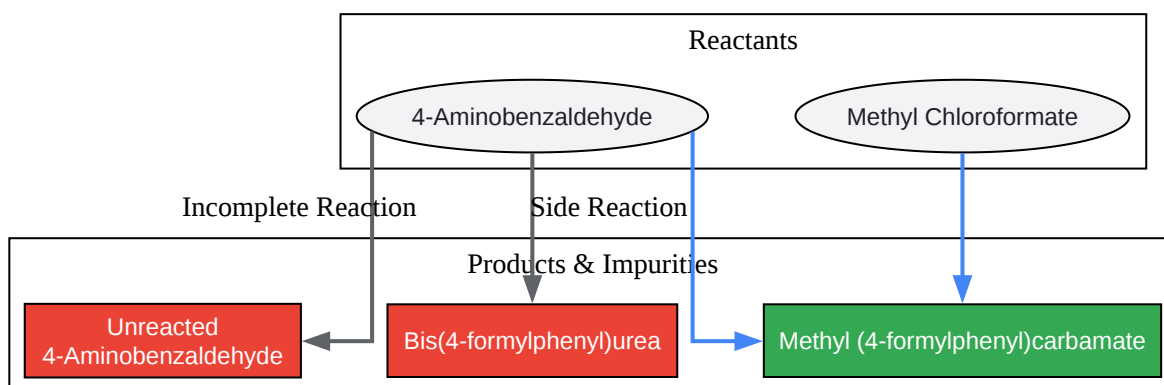 Reactants
4-Aminobenzaldehyde
Methyl Chloroformate
Incomplete Reaction
Side Reaction
Products & Impurities
Unreacted
4-Aminobenzaldehyde
Bis(4-formylphenyl)urea
Methyl (4-formylphenyl)carbamate